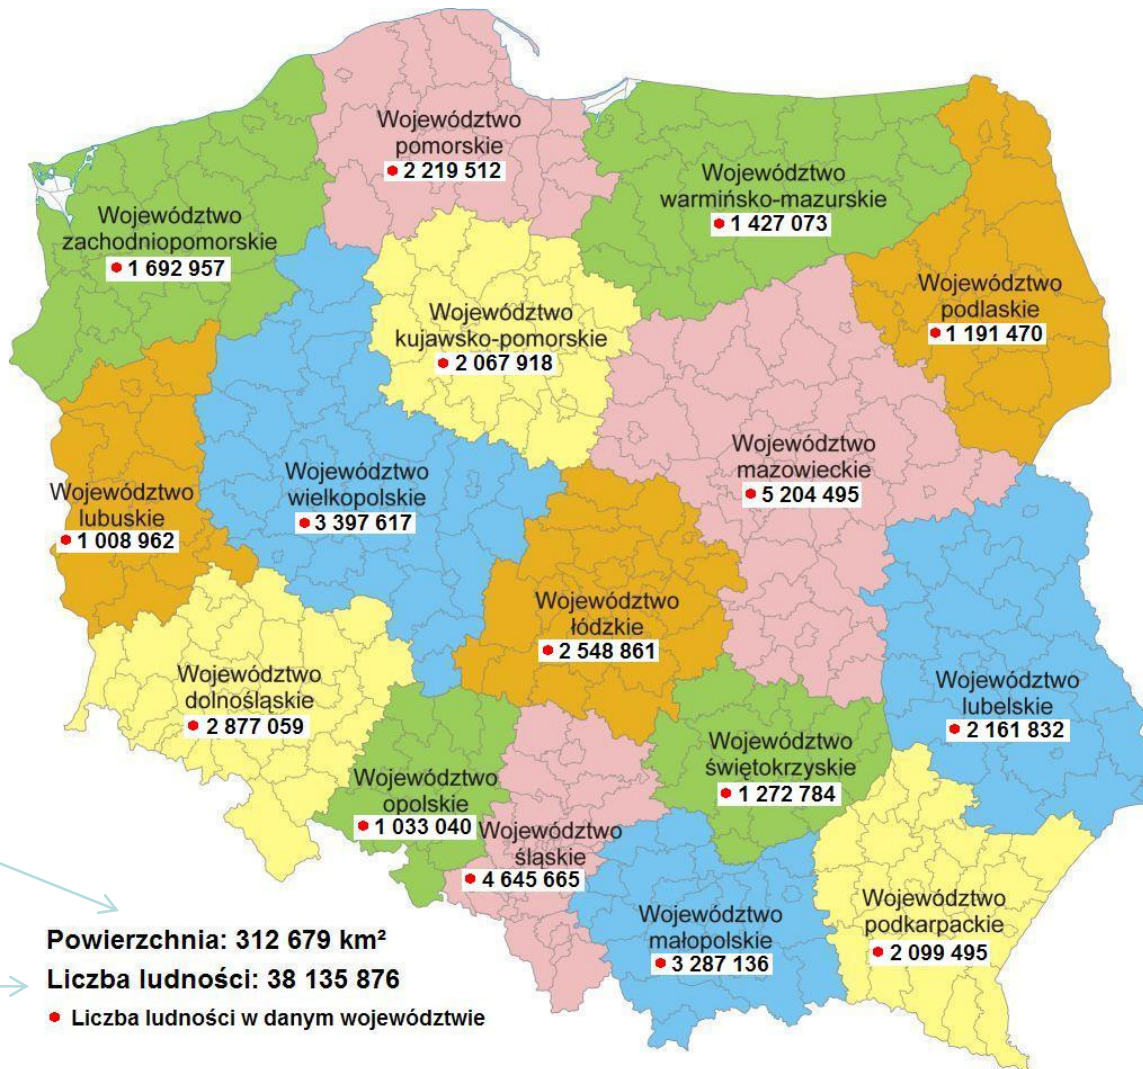 Województwo
pomorskie
2 219 512
Województwo
warmińsko-mazurskie
1 427 073
Województwo
zachodniopomorskie
1 692 957
Województwo
podlaskie
1 191 470
Województwo
kujawsko-pomorskie
2 067 918
Województwo
mazowieckie
5 204 495
Województwo
wielkopolskie
3 397 617
Województwo
lubuskie
1 008 962
Województwo
łódzkie
2 548 861
Województwo
dolnośląskie
2 877 059
Województwo
lubelskie
2 161 832
Województwo
świętokrzyskie
1 272 784
Województwo
opolskie
1 033 040
Województwo
śląskie
4 645 665
Województwo
małopolskie
3 287 136
Województwo
podkarpackie
2 099 495
Powierzchnia: 312 679 km²
Liczba ludności: 38 135 876
Liczba ludności w danym województwie